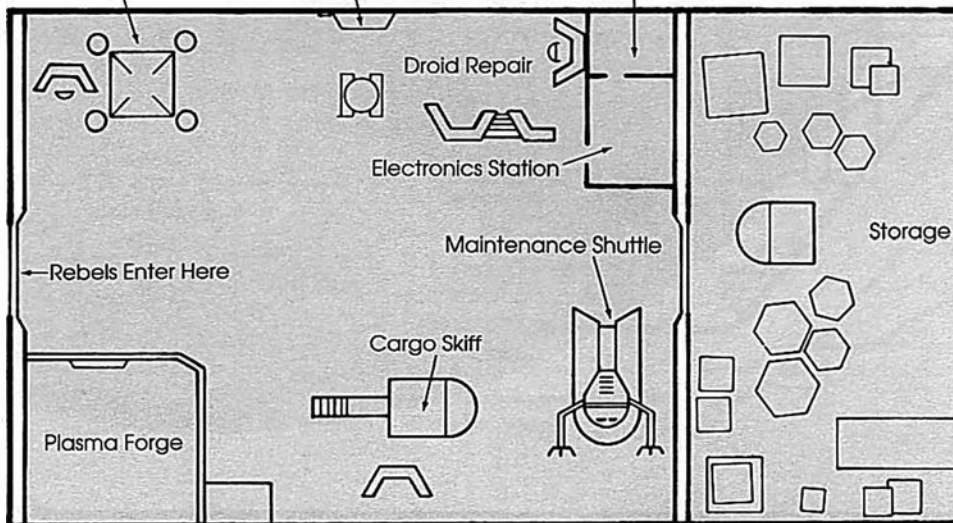 Droid Repair
Electronics Station
Maintenance Shuttle
Storage
Rebels Enter Here
Cargo Skiff
Plasma Forge